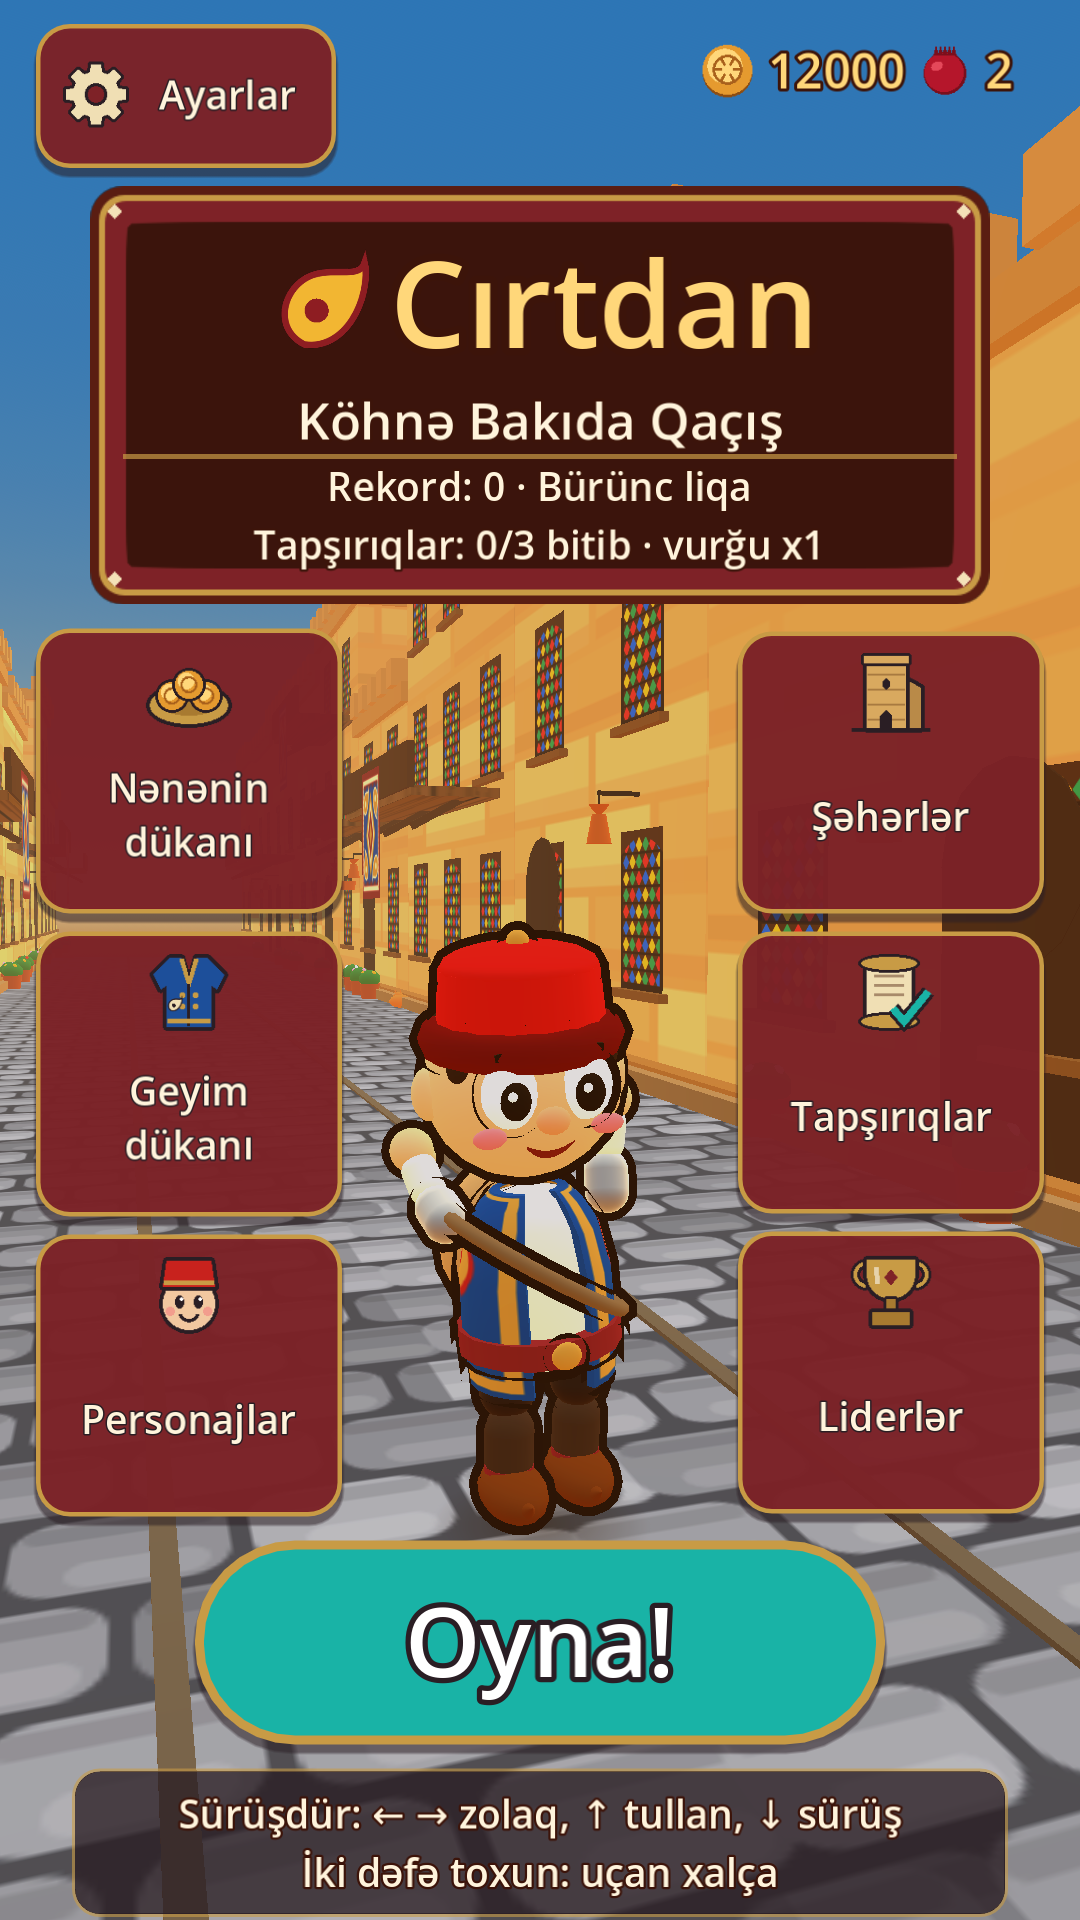 Ayarlar
12000 2
Cırtdan
Köhnə Bakıda Qaçış
Rekord: 0 · Bürünc liqa
Tapşırıqlar: 0/3 bitib · vurğu x1
Nənənin
dükanı
Şəhərlər
Geyim
dükanı
Tapşırıqlar
Personajlar
Liderlər
Oyna!
Sürüşdür: ← → zolaq, ↑ tullan, ↓ sürüş
İki dəfə toxun: uçan xalça